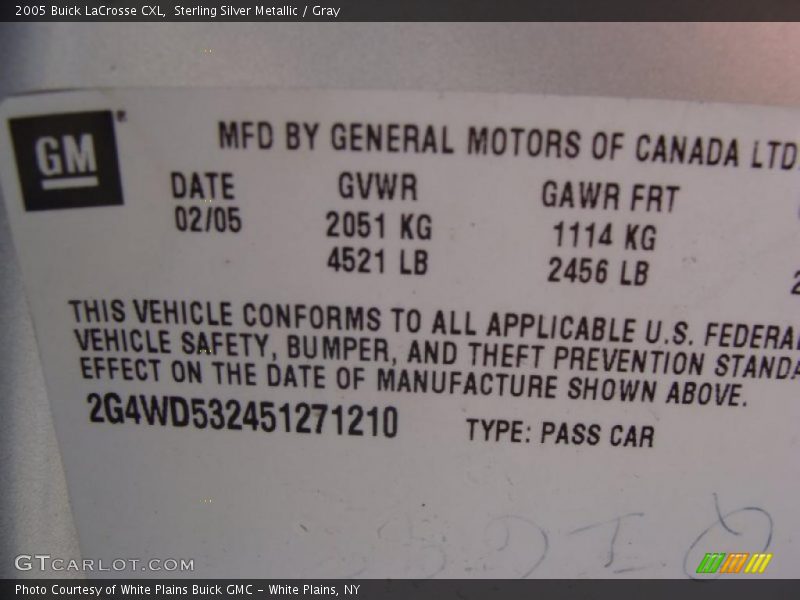 2005 Buick LaCrosse CXL, Sterling Silver Metallic / Gray
GM
MFD BY GENERAL MOTORS OF CANADA LTD
DATE GVWR GAWR FRT
02/05 2051 KG 1114 KG
4521 LB 2456 LB
THIS VEHICLE CONFORMS TO ALL APPLICABLE U.S. FEDERAL
VEHICLE SAFETY, BUMPER, AND THEFT PREVENTION STANDA
EFFECT ON THE DATE OF MANUFACTURE SHOWN ABOVE.
2G4WD532451271210 TYPE: PASS CAR
GTCARLOT.COM
Photo Courtesy of White Plains Buick GMC - White Plains, NY